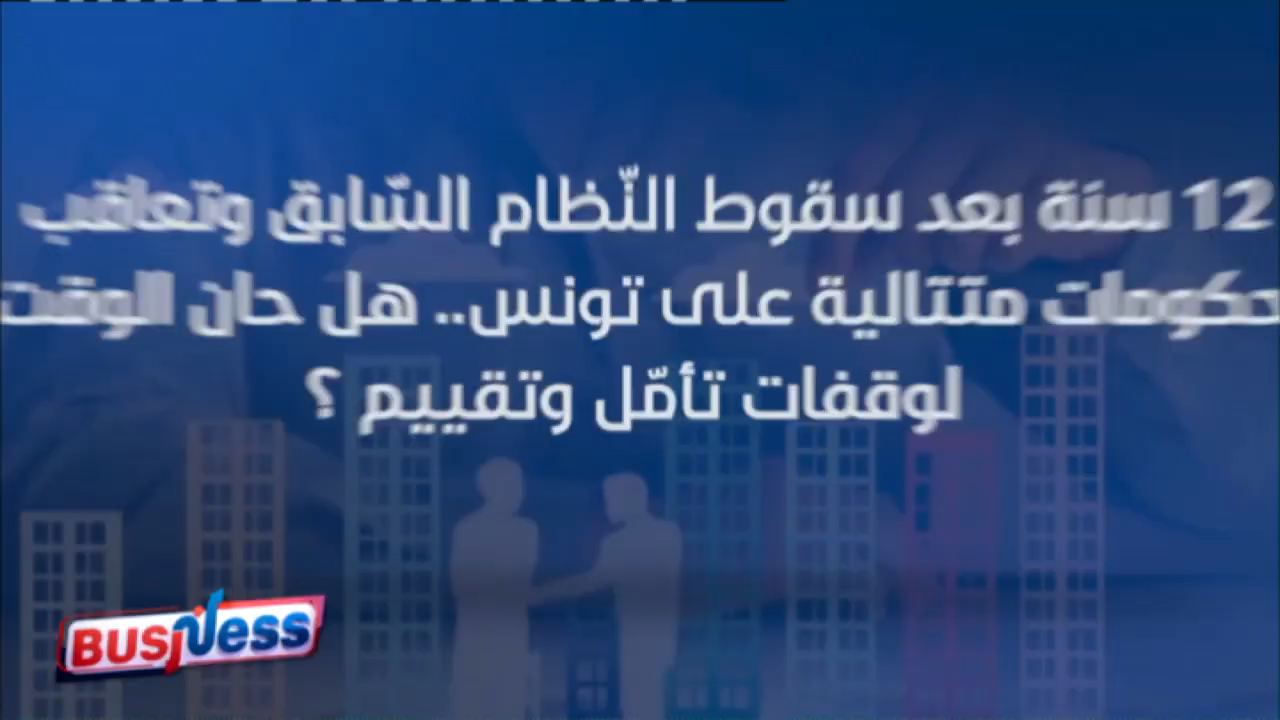 12 سنة بعد سقوط النّظام السّابق وتعاقب
حكومات متتالية على تونس.. هل حان الوقت
لوقفات تأمّل وتقييم ؟
BUSINESS